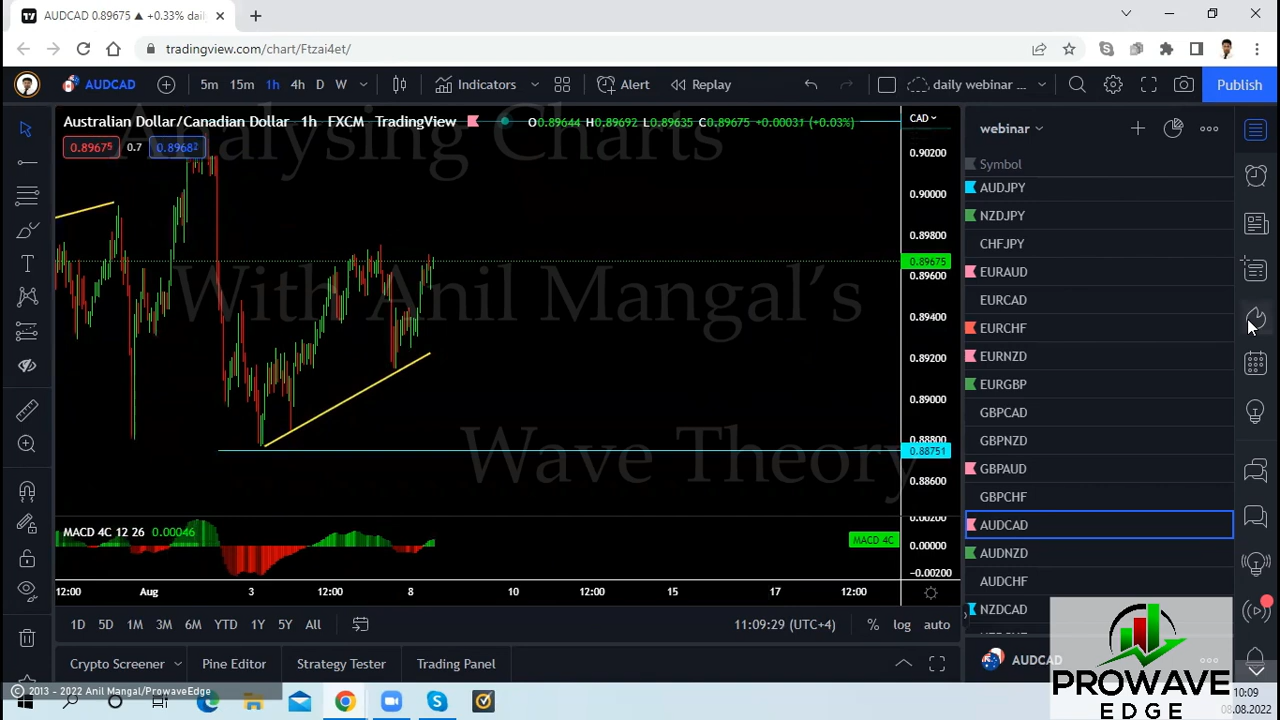 AUDCAD 0.89675 ▲ +0.33% dail
tradingview.com/chart/Ftzai4et/
AUDCAD 5m 15m 1h 4h D W Indicators Alert Replay daily webinar ... Publish
Analysing Charts
Australian Dollar/Canadian Dollar 1h FXCM TradingView O0.89644 H0.89692 L0.89635 C0.89675 +0.00031 (+0.03%)
0.89675 0.7 0.89682
With Anil Mangal's
Wave Theory
CAD
0.90200
0.90000
0.89800
0.89675
0.89600
0.89400
0.89200
0.89000
0.88800
0.88751
0.88600
MACD 4C 12 26 0.00046
MACD 4C
0.00200
0.00000
-0.00200
12:00 Aug 3 12:00 8 10 12:00 15 17 12:00
1D 5D 1M 3M 6M YTD 1Y 5Y All 11:09:29 (UTC+4) % log auto
Crypto Screener Pine Editor Strategy Tester Trading Panel
webinar
Symbol
AUDJPY
NZDJPY
CHFJPY
EURAUD
EURCAD
EURCHF
EURNZD
EURGBP
GBPCAD
GBPNZD
GBPAUD
GBPCHF
AUDCAD
AUDNZD
AUDCHF
NZDCAD
AUDCAD
PROWAVE
EDGE
© 2013 - 2022 Anil Mangal/ProwaveEdge
10:09
08.08.2022